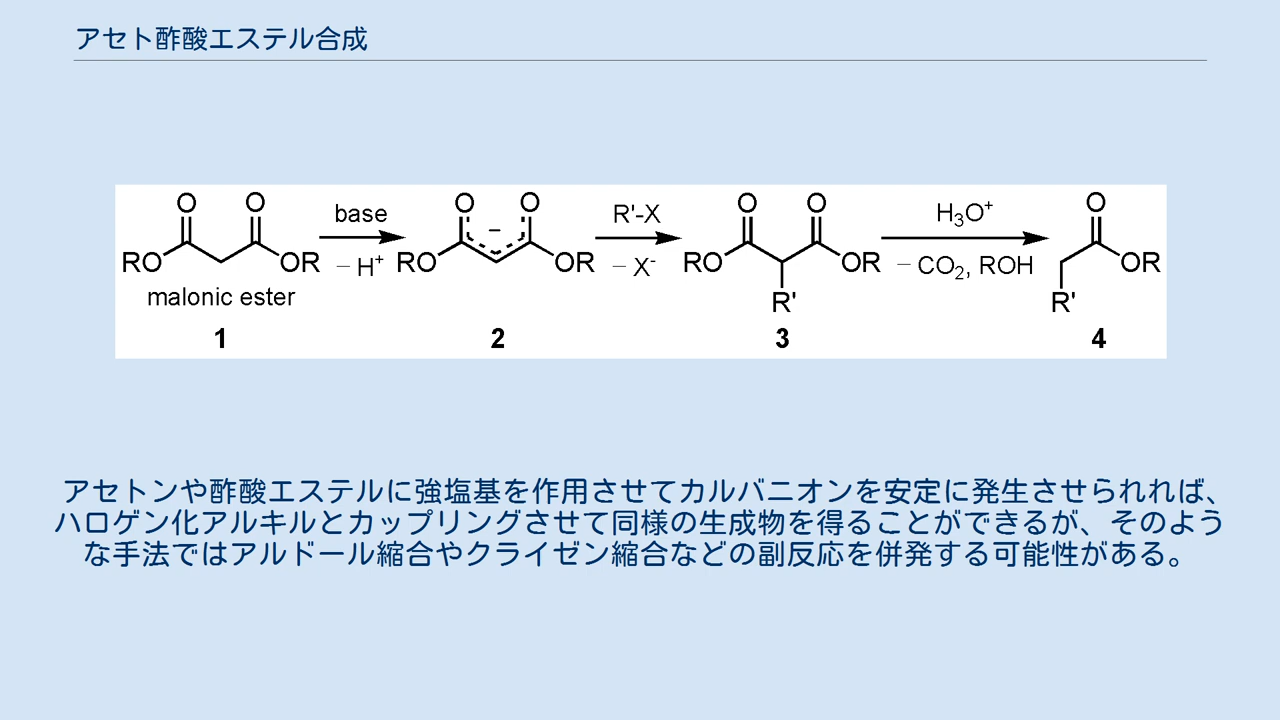 アセト酢酸エステル合成
O O O O O O O
base R'-X H₃O⁺
RO OR − H⁺ RO − OR − X⁻ RO OR − CO₂, ROH OR
malonic ester R' R'
1 2 3 4
アセトンや酢酸エステルに強塩基を作用させてカルバニオンを安定に発生させられれば、
ハロゲン化アルキルとカップリングさせて同様の生成物を得ることができるが、そのよう
な手法ではアルドール縮合やクライゼン縮合などの副反応を併発する可能性がある。